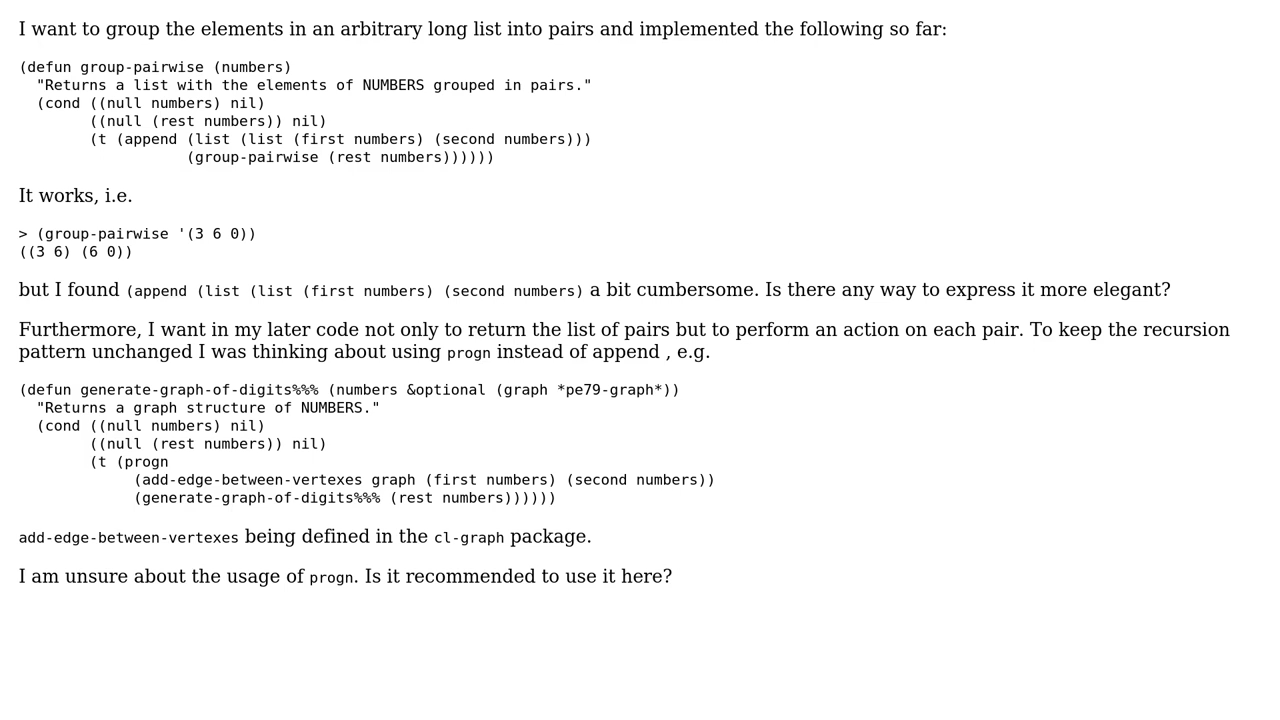 I want to group the elements in an arbitrary long list into pairs and implemented the following so far:
(defun group-pairwise (numbers)
  "Returns a list with the elements of NUMBERS grouped in pairs."
  (cond ((null numbers) nil)
        ((null (rest numbers)) nil)
        (t (append (list (list (first numbers) (second numbers)))
                   (group-pairwise (rest numbers))))))
It works, i.e.
> (group-pairwise '(3 6 0))
((3 6) (6 0))
but I found (append (list (list (first numbers) (second numbers) a bit cumbersome. Is there any way to express it more elegant?
Furthermore, I want in my later code not only to return the list of pairs but to perform an action on each pair. To keep the recursion
pattern unchanged I was thinking about using progn instead of append , e.g.
(defun generate-graph-of-digits%%% (numbers &optional (graph *pe79-graph*))
  "Returns a graph structure of NUMBERS."
  (cond ((null numbers) nil)
        ((null (rest numbers)) nil)
        (t (progn
             (add-edge-between-vertexes graph (first numbers) (second numbers))
             (generate-graph-of-digits%%% (rest numbers))))))
add-edge-between-vertexes being defined in the cl-graph package.
I am unsure about the usage of progn. Is it recommended to use it here?